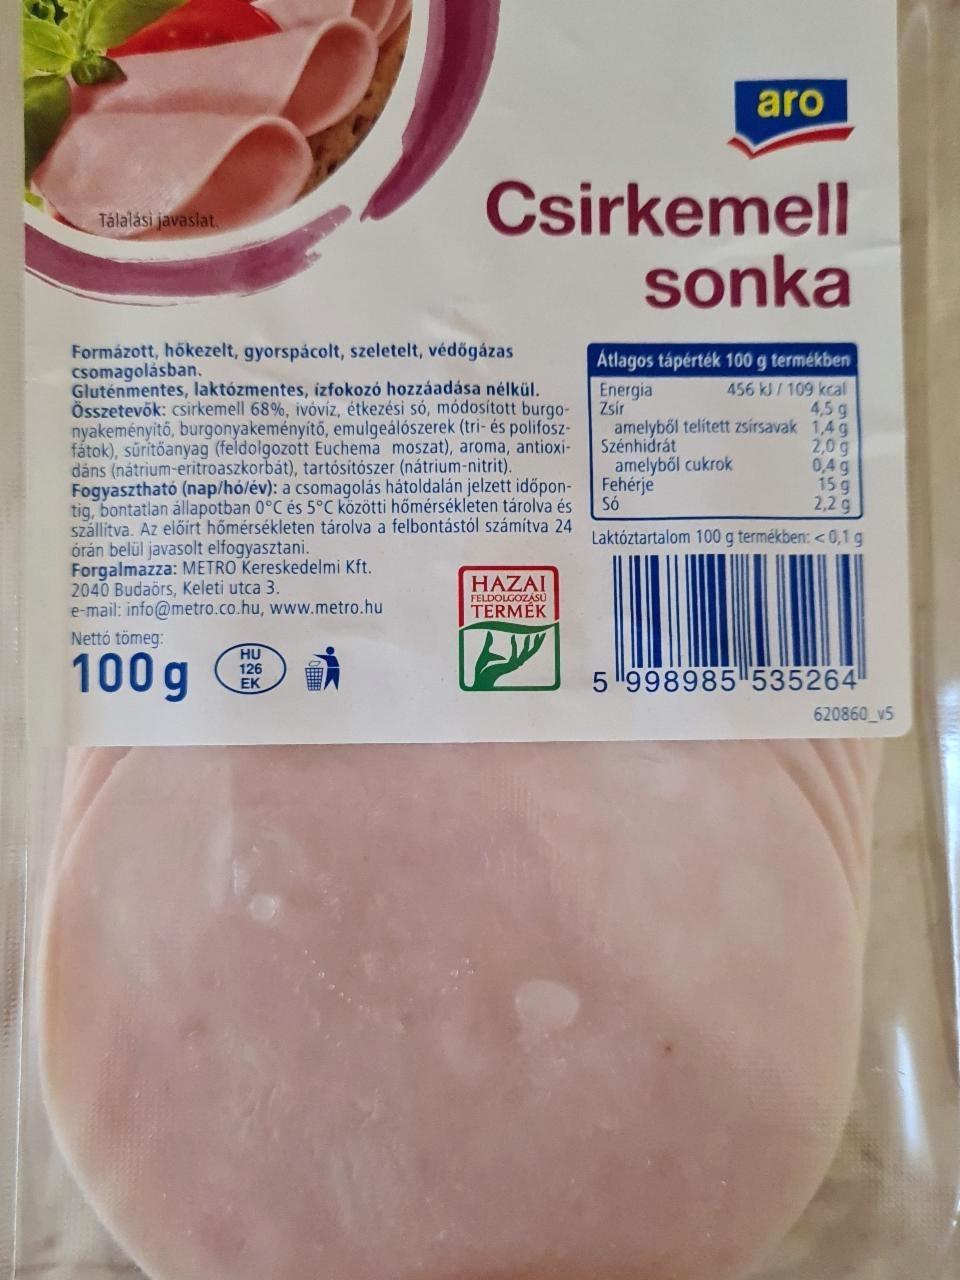 aro
Csirkemell
sonka
Tálalási javaslat.
Formázott, hőkezelt, gyorspácolt, szeletelt, védőgázas
csomagolásban.
Gluténmentes, laktózmentes, ízfokozó hozzáadása nélkül.
Összetevők: csirkemell 68%, ivóvíz, étkezési só, módosított burgo-
nyakeményítő, burgonyakeményítő, emulgeálószerek (tri- és polifosz-
fátok), sűrítőanyag (feldolgozott Euchema moszat), aroma, antioxi-
dáns (nátrium-eritroaszkorbát), tartósítószer (nátrium-nitrit).
Fogyasztható (nap/hó/év): a csomagolás hátoldalán jelzett időpon-
tig, bontatlan állapotban 0°C és 5°C közötti hőmérsékleten tárolva és
szállítva. Az előírt hőmérsékleten tárolva a felbontástól számítva 24
órán belül javasolt elfogyasztani.
Forgalmazza: METRO Kereskedelmi Kft.
2040 Budaörs, Keleti utca 3.
e-mail: info@metro.co.hu, www.metro.hu
Nettó tömeg:
100 g
HU
126
EK
HAZAI
FELDOLGOZÁSÚ
TERMÉK
Átlagos tápérték 100 g termékben
Energia 456 kJ / 109 kcal
Zsír 4,5 g
amelyből telített zsírsavak 1,4 g
Szénhidrát 2,0 g
amelyből cukrok 0,4 g
Fehérje 15 g
Só 2,2 g
Laktóztartalom 100 g termékben: < 0,1 g
5 998985 535264
620860_v5